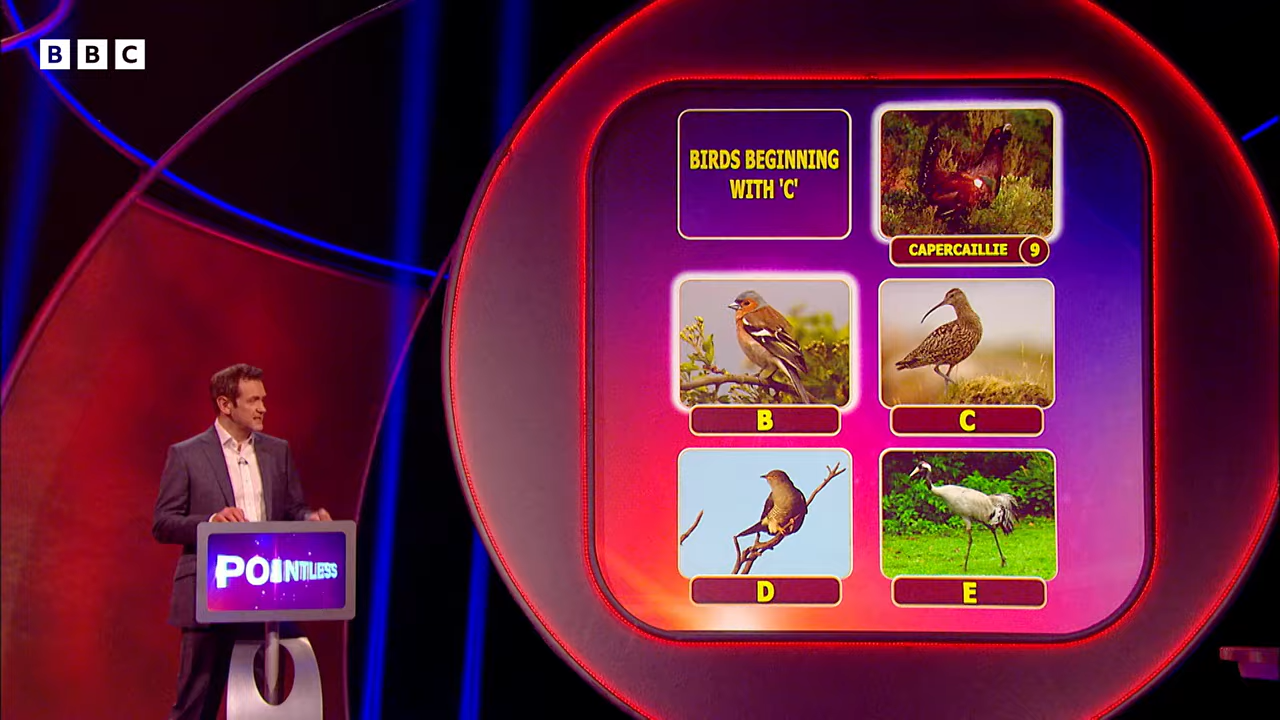 BBC
BIRDS BEGINNING
WITH 'C'
CAPERCAILLIE 9
B
C
D
E
POINTLESS